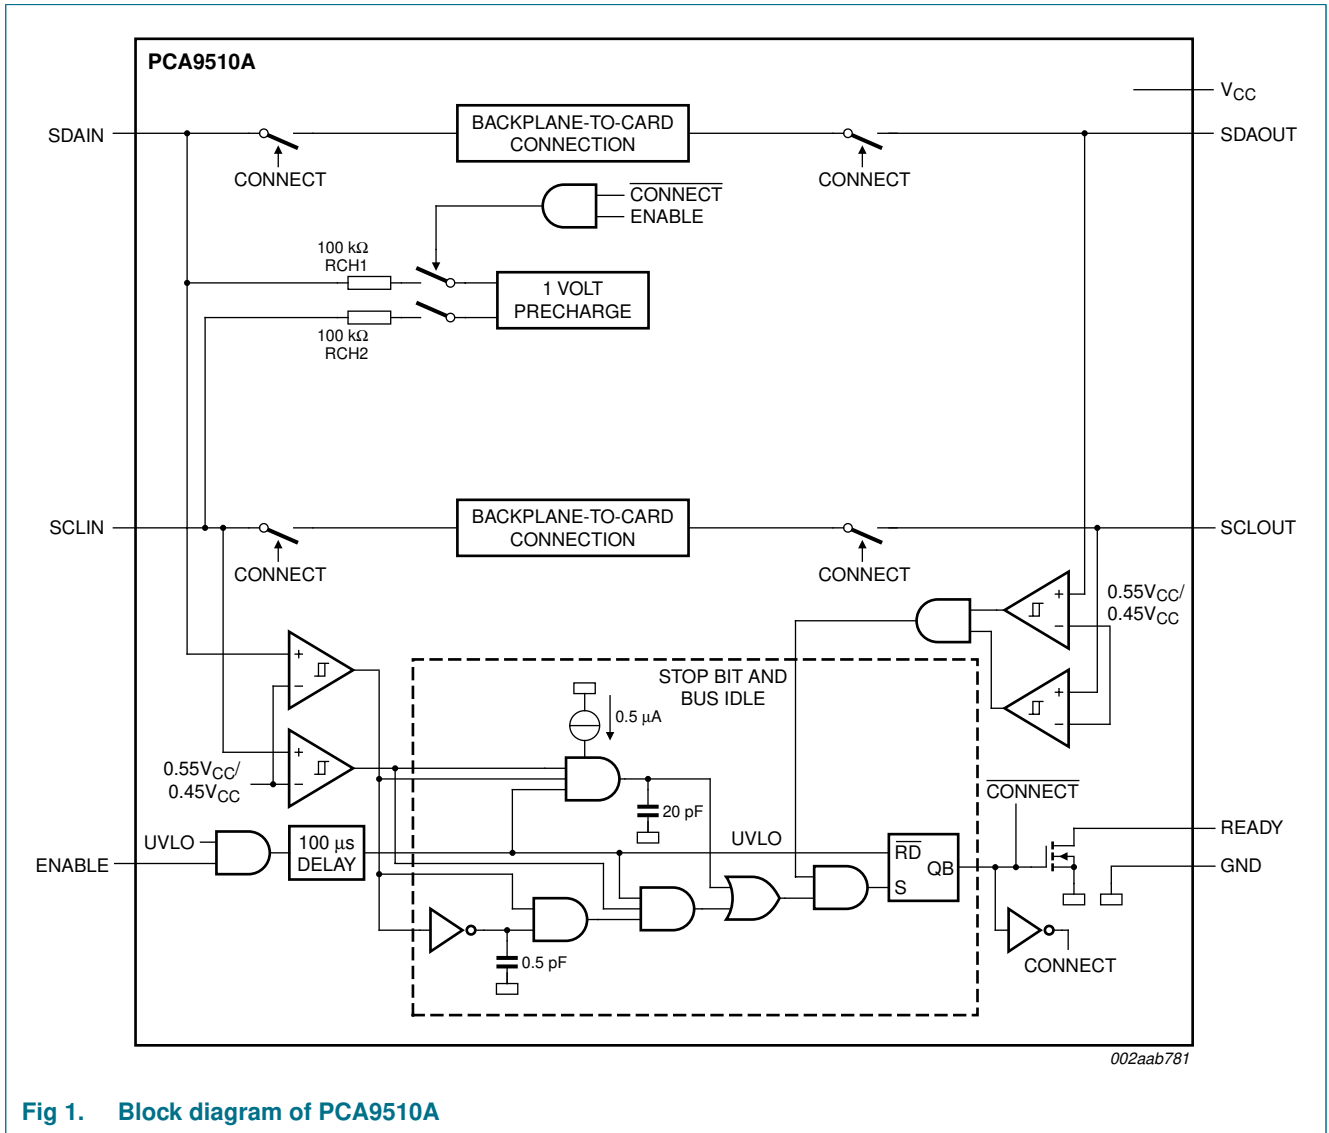 PCA9510A
VCC
SDAIN
BACKPLANE-TO-CARD
CONNECTION
SDAOUT
CONNECT
CONNECT
CONNECT
ENABLE
100 kΩ
RCH1
1 VOLT
PRECHARGE
100 kΩ
RCH2
SCLIN
BACKPLANE-TO-CARD
CONNECTION
SCLOUT
CONNECT
CONNECT
+
−
0.55VCC/
0.45VCC
+
−
STOP BIT AND
BUS IDLE
+
−
0.5 μA
+
−
0.55VCC/
0.45VCC
20 pF
CONNECT
UVLO
ENABLE
100 μs
DELAY
UVLO
RD
QB
S
READY
GND
0.5 pF
CONNECT
002aab781
Fig 1. Block diagram of PCA9510A